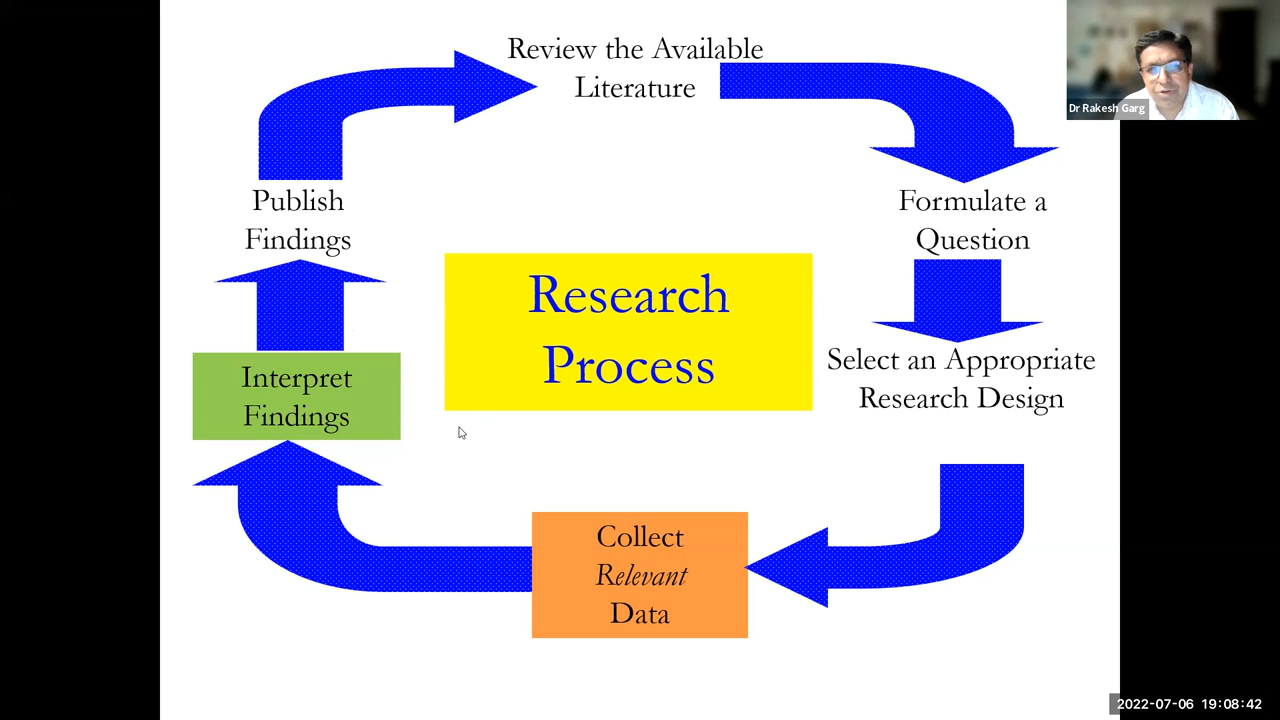 Review the Available
Literature
Dr Rakesh Garg
Publish
Findings
Formulate a
Question
Research
Process
Select an Appropriate
Research Design
Interpret
Findings
Collect
Relevant
Data
2022-07-06 19:08:42